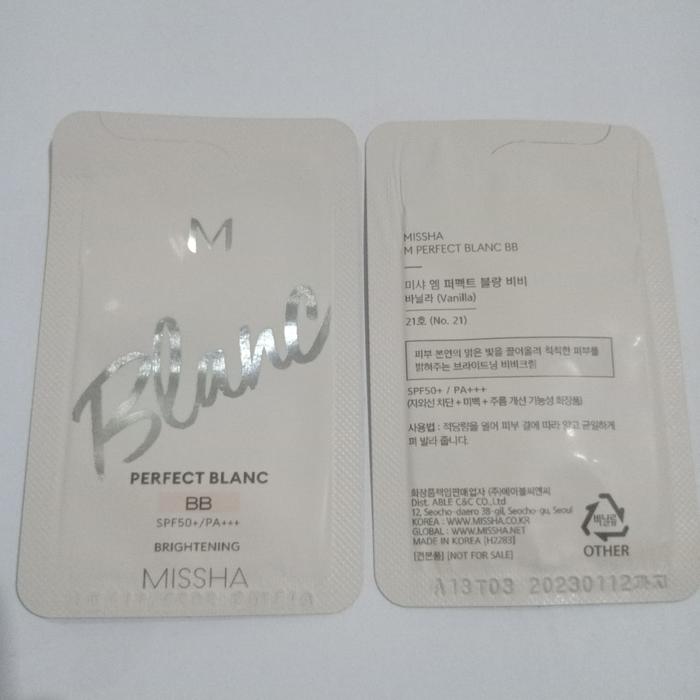 M
Blanc
PERFECT BLANC
BB
SPF50+/PA+++
BRIGHTENING
MISSHA
MISSHA
M PERFECT BLANC BB
미샤 엠 퍼펙트 블랑 비비
바닐라 (Vanilla)
21호 (No. 21)
피부 본연의 맑은 빛을 끌어올려 칙칙한 피부를
밝혀주는 브라이트닝 비비크림
SPF50+ / PA+++
(자외선 차단 + 미백 + 주름 개선 기능성 화장품)
사용법 : 적당량을 덜어 피부 결에 따라 얇고 균일하게
펴 발라 줍니다.
화장품책임판매업자 (주)에이블씨엔씨
Dist. ABLE C&C CO., Ltd
12, Seocho-daero 38-gil, Seocho-gu, Seoul
KOREA : WWW.MISSHA.CO.KR
GLOBAL : WWW.MISSHA.NET
MADE IN KOREA [H2283]
[견본품] [NOT FOR SALE]
비닐류
OTHER
A13T03 20230112까지